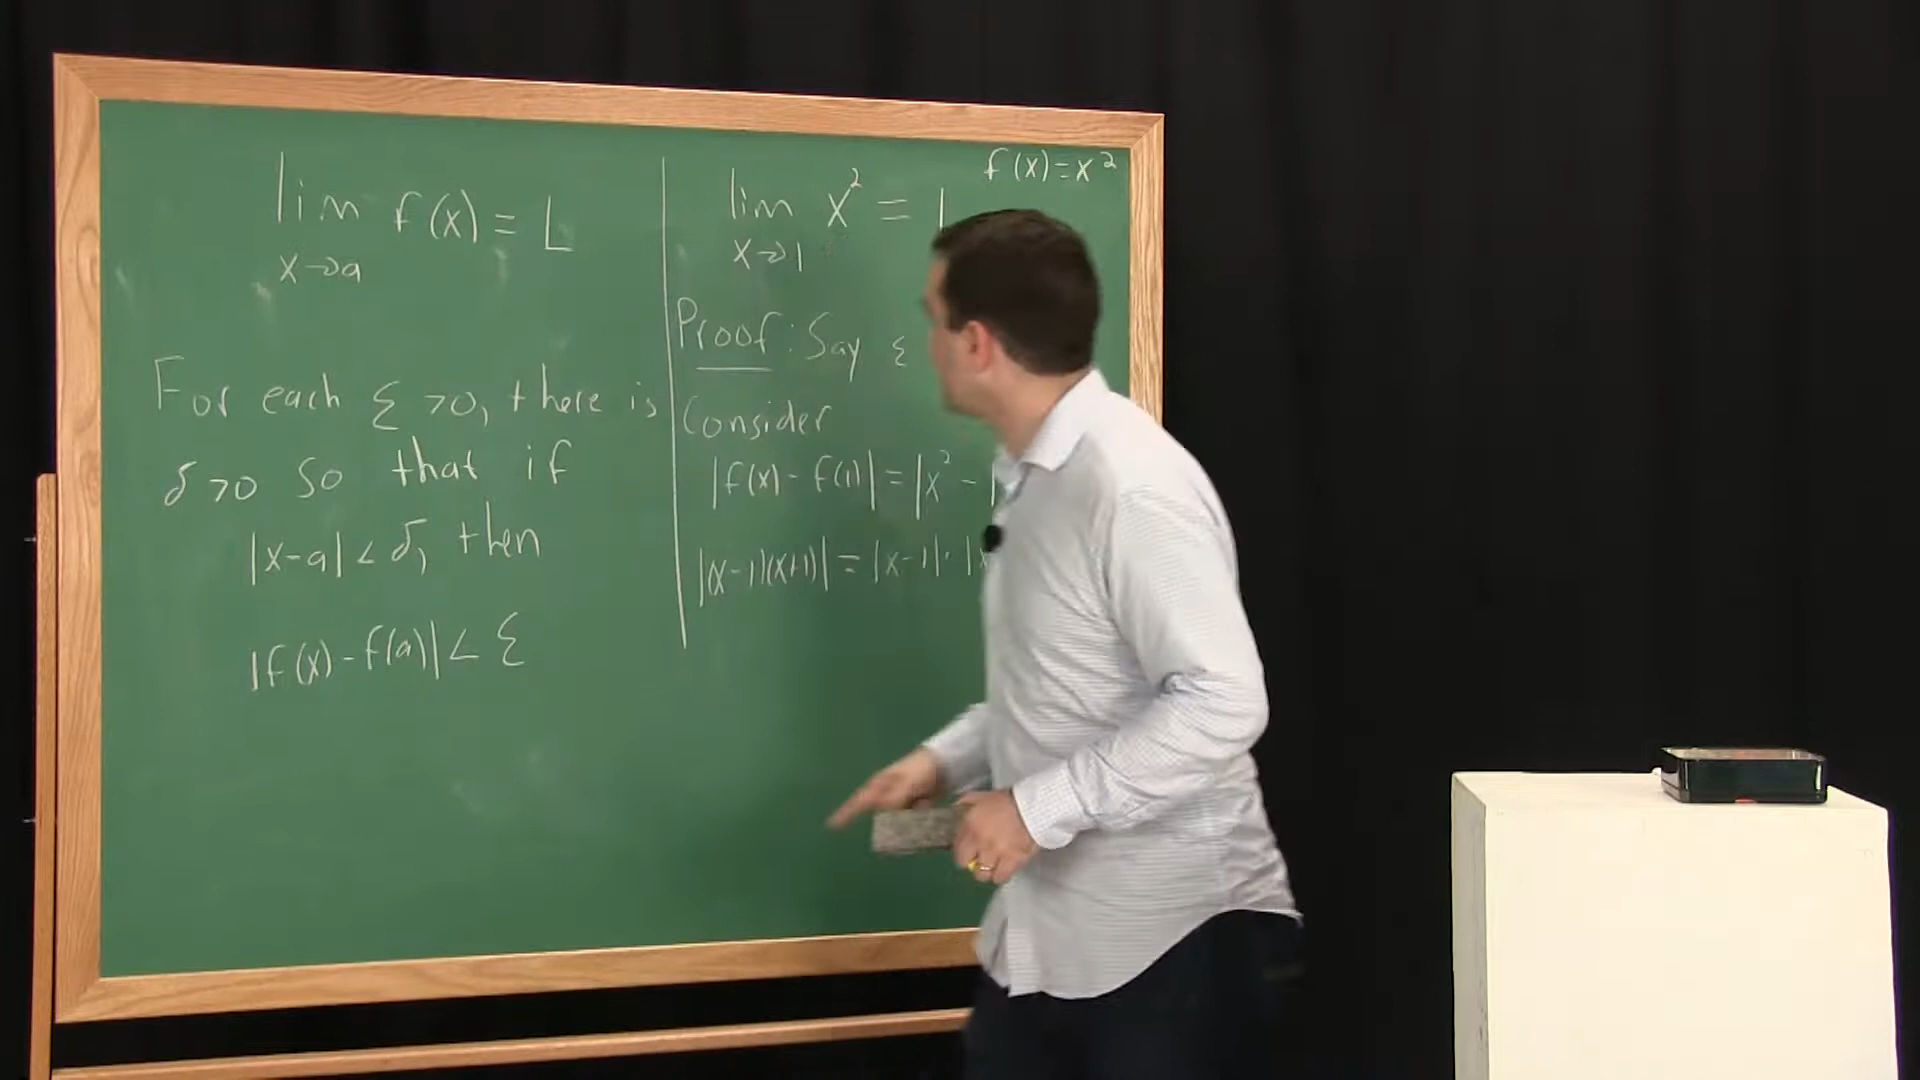 lim f(x) = L
x→a
For each ε >0, there is
δ >0 so that if
|x-a| < δ, then
|f(x) - f(a)| < ε
f(x) = x²
lim x² =
x→1
Proof: Say ε
Consider
|f(x) - f(1)| = |x² -
|(x-1)(x+1)| = |x-1|·|x